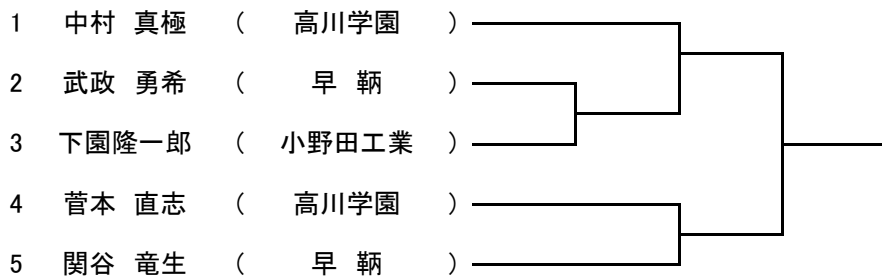 1 中村 真極 ( 高川学園 )
2 武政 勇希 ( 早 鞆 )
3 下園隆一郎 ( 小野田工業 )
4 菅本 直志 ( 高川学園 )
5 関谷 竜生 ( 早 鞆 )